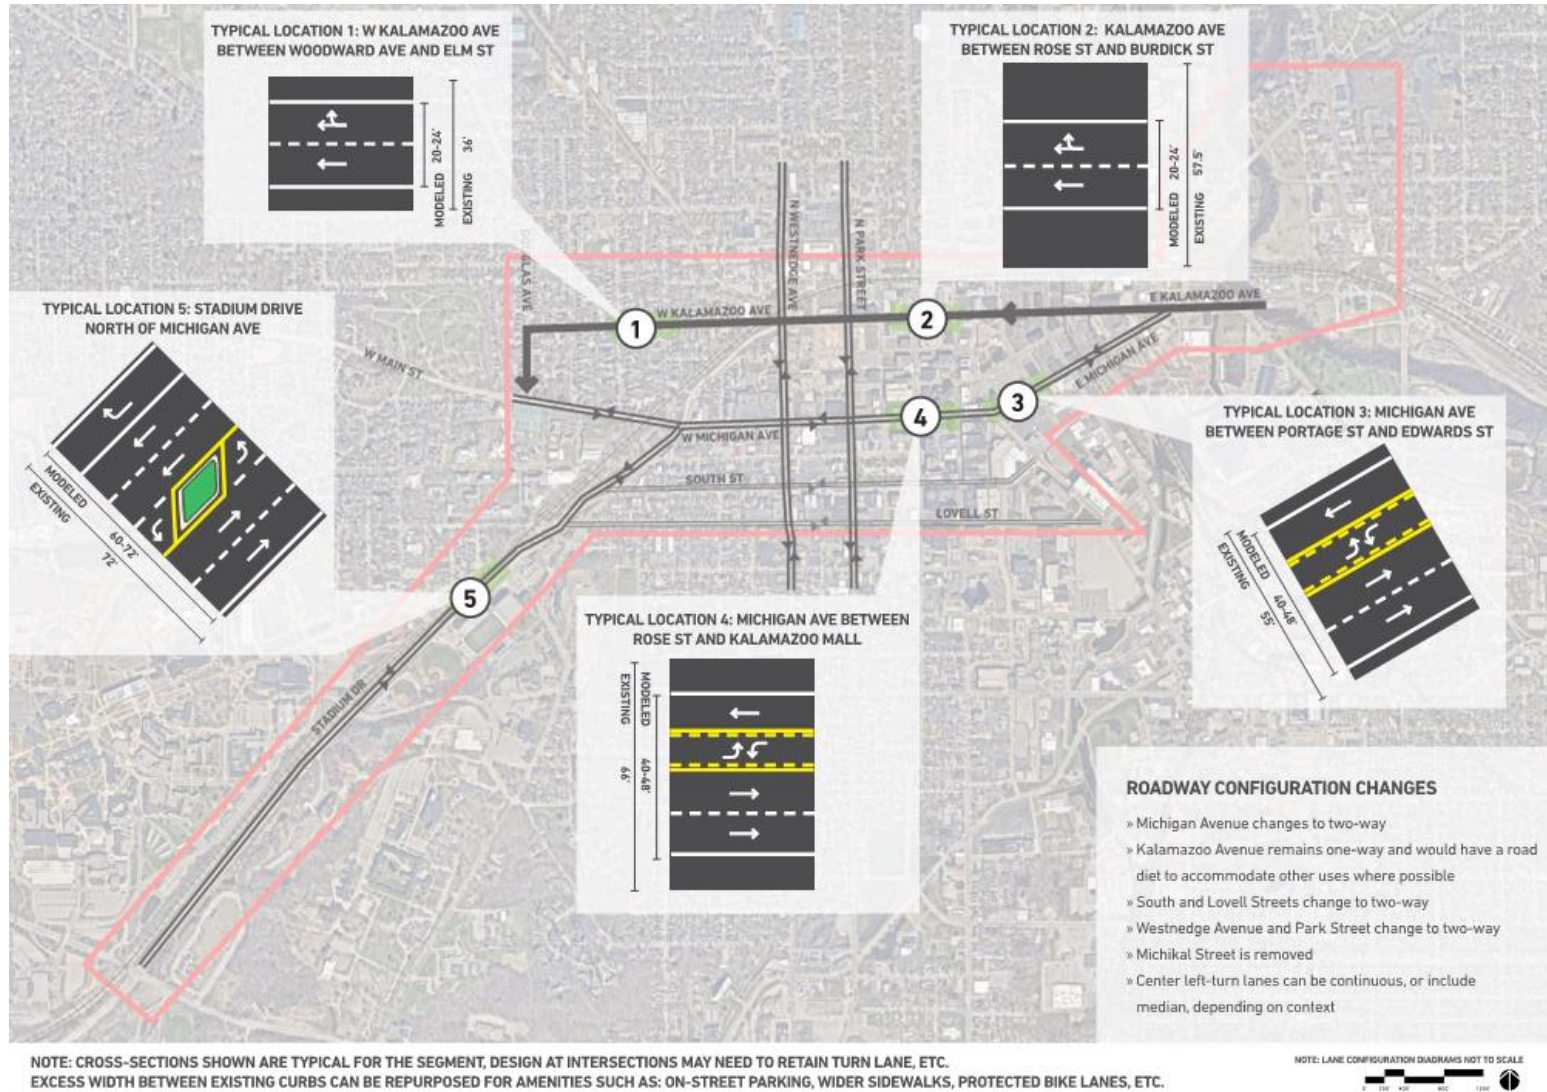 TYPICAL LOCATION 1: W KALAMAZOO AVE
BETWEEN WOODWARD AVE AND ELM ST
MODELED 20-24'
EXISTING 36'
TYPICAL LOCATION 2: KALAMAZOO AVE
BETWEEN ROSE ST AND BURDICK ST
MODELED 20-24'
EXISTING 57.5'
N WESTNEDGE AVE
N PARK STREET
GLAS AVE
W KALAMAZOO AVE
E KALAMAZOO AVE
1
2
TYPICAL LOCATION 5: STADIUM DRIVE
NORTH OF MICHIGAN AVE
MODELED 60-72'
EXISTING 72'
W MAIN ST
E MICHIGAN AVE
3
4
W MICHIGAN AVE
SOUTH ST
LOVELL ST
TYPICAL LOCATION 3: MICHIGAN AVE
BETWEEN PORTAGE ST AND EDWARDS ST
MODELED 40-48'
EXISTING 55'
5
STADIUM DR
TYPICAL LOCATION 4: MICHIGAN AVE BETWEEN
ROSE ST AND KALAMAZOO MALL
MODELED 40-48'
EXISTING 66'
ROADWAY CONFIGURATION CHANGES
» Michigan Avenue changes to two-way
» Kalamazoo Avenue remains one-way and would have a road
diet to accommodate other uses where possible
» South and Lovell Streets change to two-way
» Westnedge Avenue and Park Street change to two-way
» Michikal Street is removed
» Center left-turn lanes can be continuous, or include
median, depending on context
NOTE: CROSS-SECTIONS SHOWN ARE TYPICAL FOR THE SEGMENT, DESIGN AT INTERSECTIONS MAY NEED TO RETAIN TURN LANE, ETC.
EXCESS WIDTH BETWEEN EXISTING CURBS CAN BE REPURPOSED FOR AMENITIES SUCH AS: ON-STREET PARKING, WIDER SIDEWALKS, PROTECTED BIKE LANES, ETC.
NOTE: LANE CONFIGURATION DIAGRAMS NOT TO SCALE